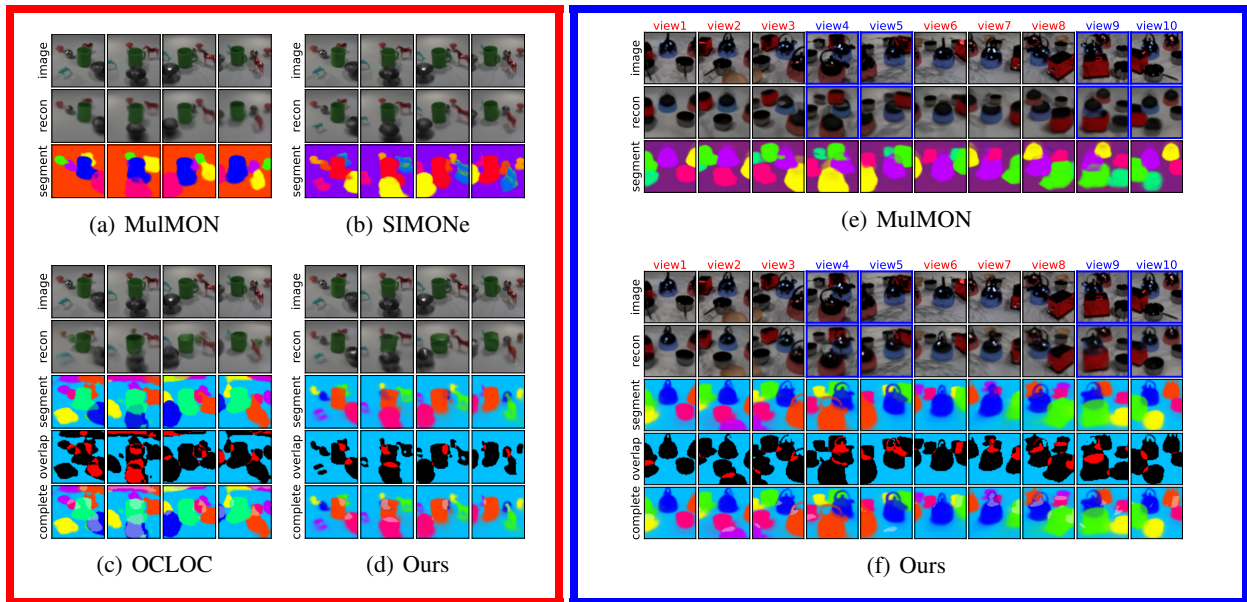 image
recon
segment
(a) MulMON
image
recon
segment
(b) SIMONe
image
recon
segment
overlap
complete
(c) OCLOC
image
recon
segment
overlap
complete
(d) Ours
view1 view2 view3 view4 view5 view6 view7 view8 view9 view10
image
recon
segment
(e) MulMON
view1 view2 view3 view4 view5 view6 view7 view8 view9 view10
image
recon
segment
overlap
complete
(f) Ours